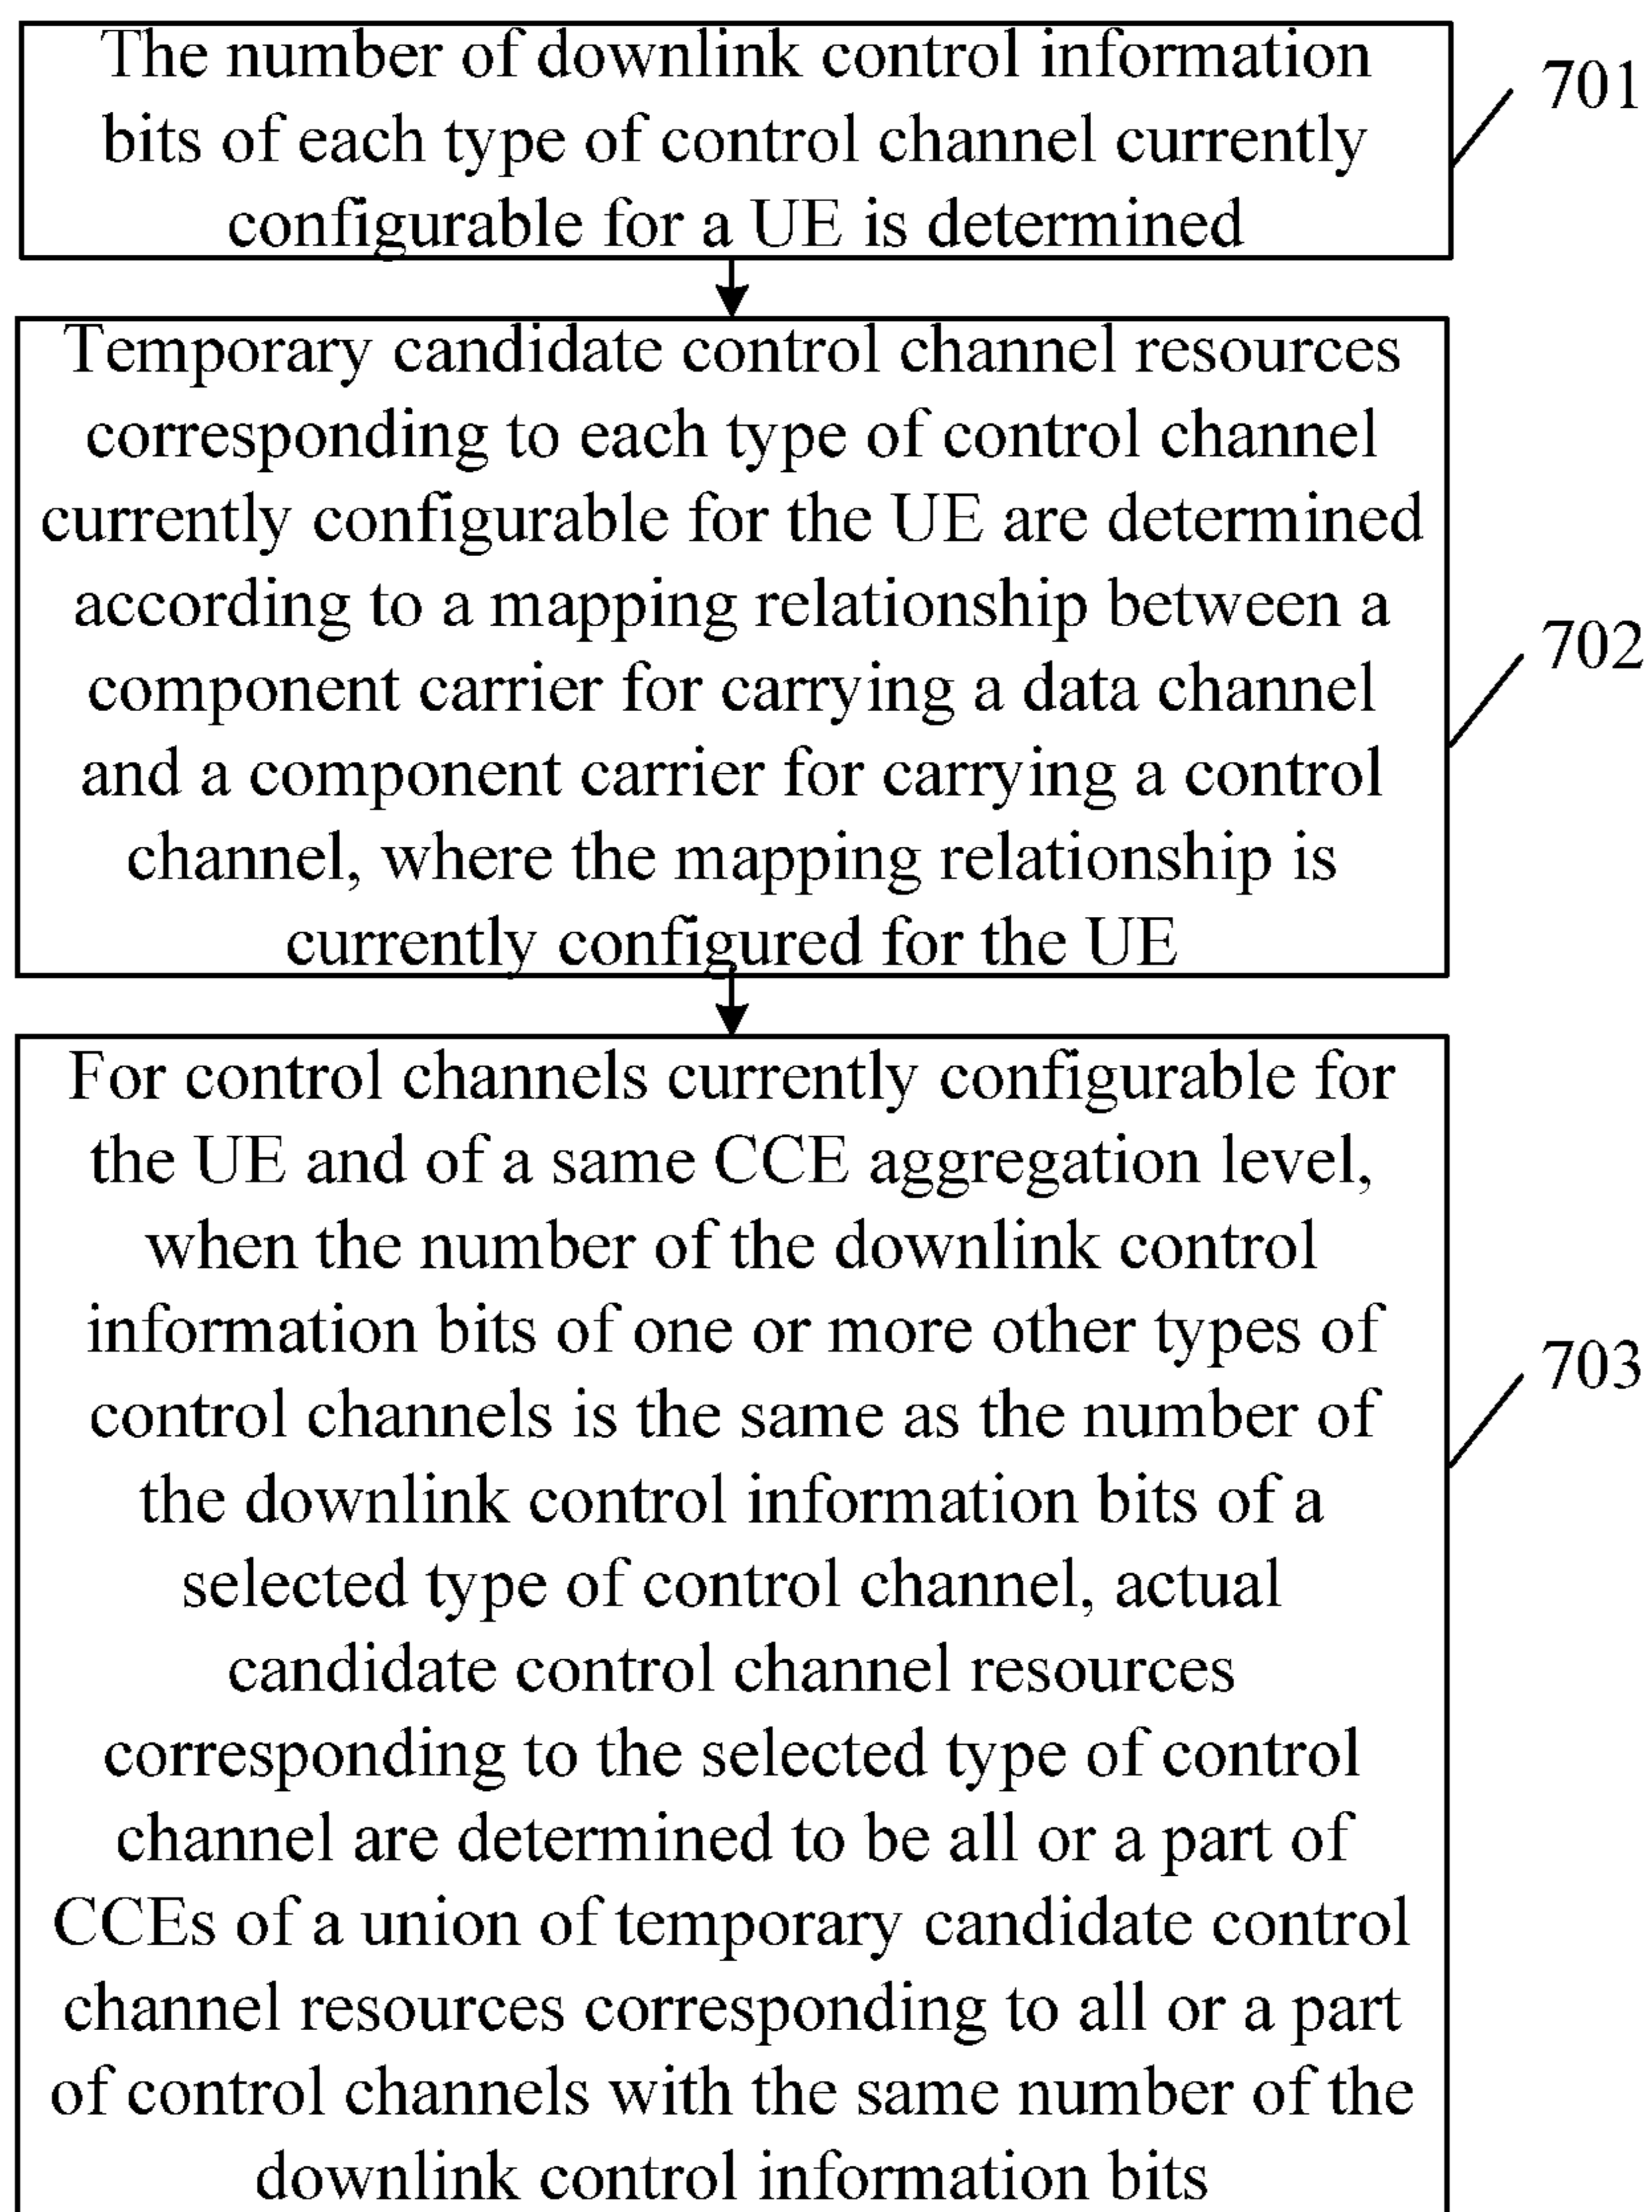 The number of downlink control information
bits of each type of control channel currently
configurable for a UE is determined
701
Temporary candidate control channel resources
corresponding to each type of control channel
currently configurable for the UE are determined
according to a mapping relationship between a
component carrier for carrying a data channel
and a component carrier for carrying a control
channel, where the mapping relationship is
currently configured for the UE
702
For control channels currently configurable for
the UE and of a same CCE aggregation level,
when the number of the downlink control
information bits of one or more other types of
control channels is the same as the number of
the downlink control information bits of a
selected type of control channel, actual
candidate control channel resources
corresponding to the selected type of control
channel are determined to be all or a part of
CCEs of a union of temporary candidate control
channel resources corresponding to all or a part
of control channels with the same number of the
downlink control information bits
703